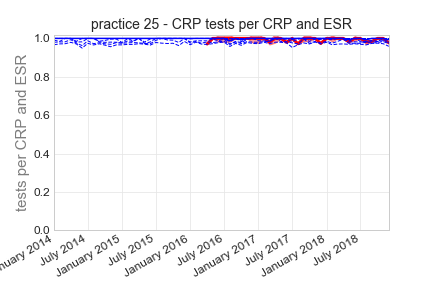 practice 25 - CRP tests per CRP and ESR
tests per CRP and ESR
1.0
0.8
0.6
0.4
0.2
0.0
2014
July 2014
January 2015
July 2015
January 2016
July 2016
January 2017
July 2017
January 2018
July 2018